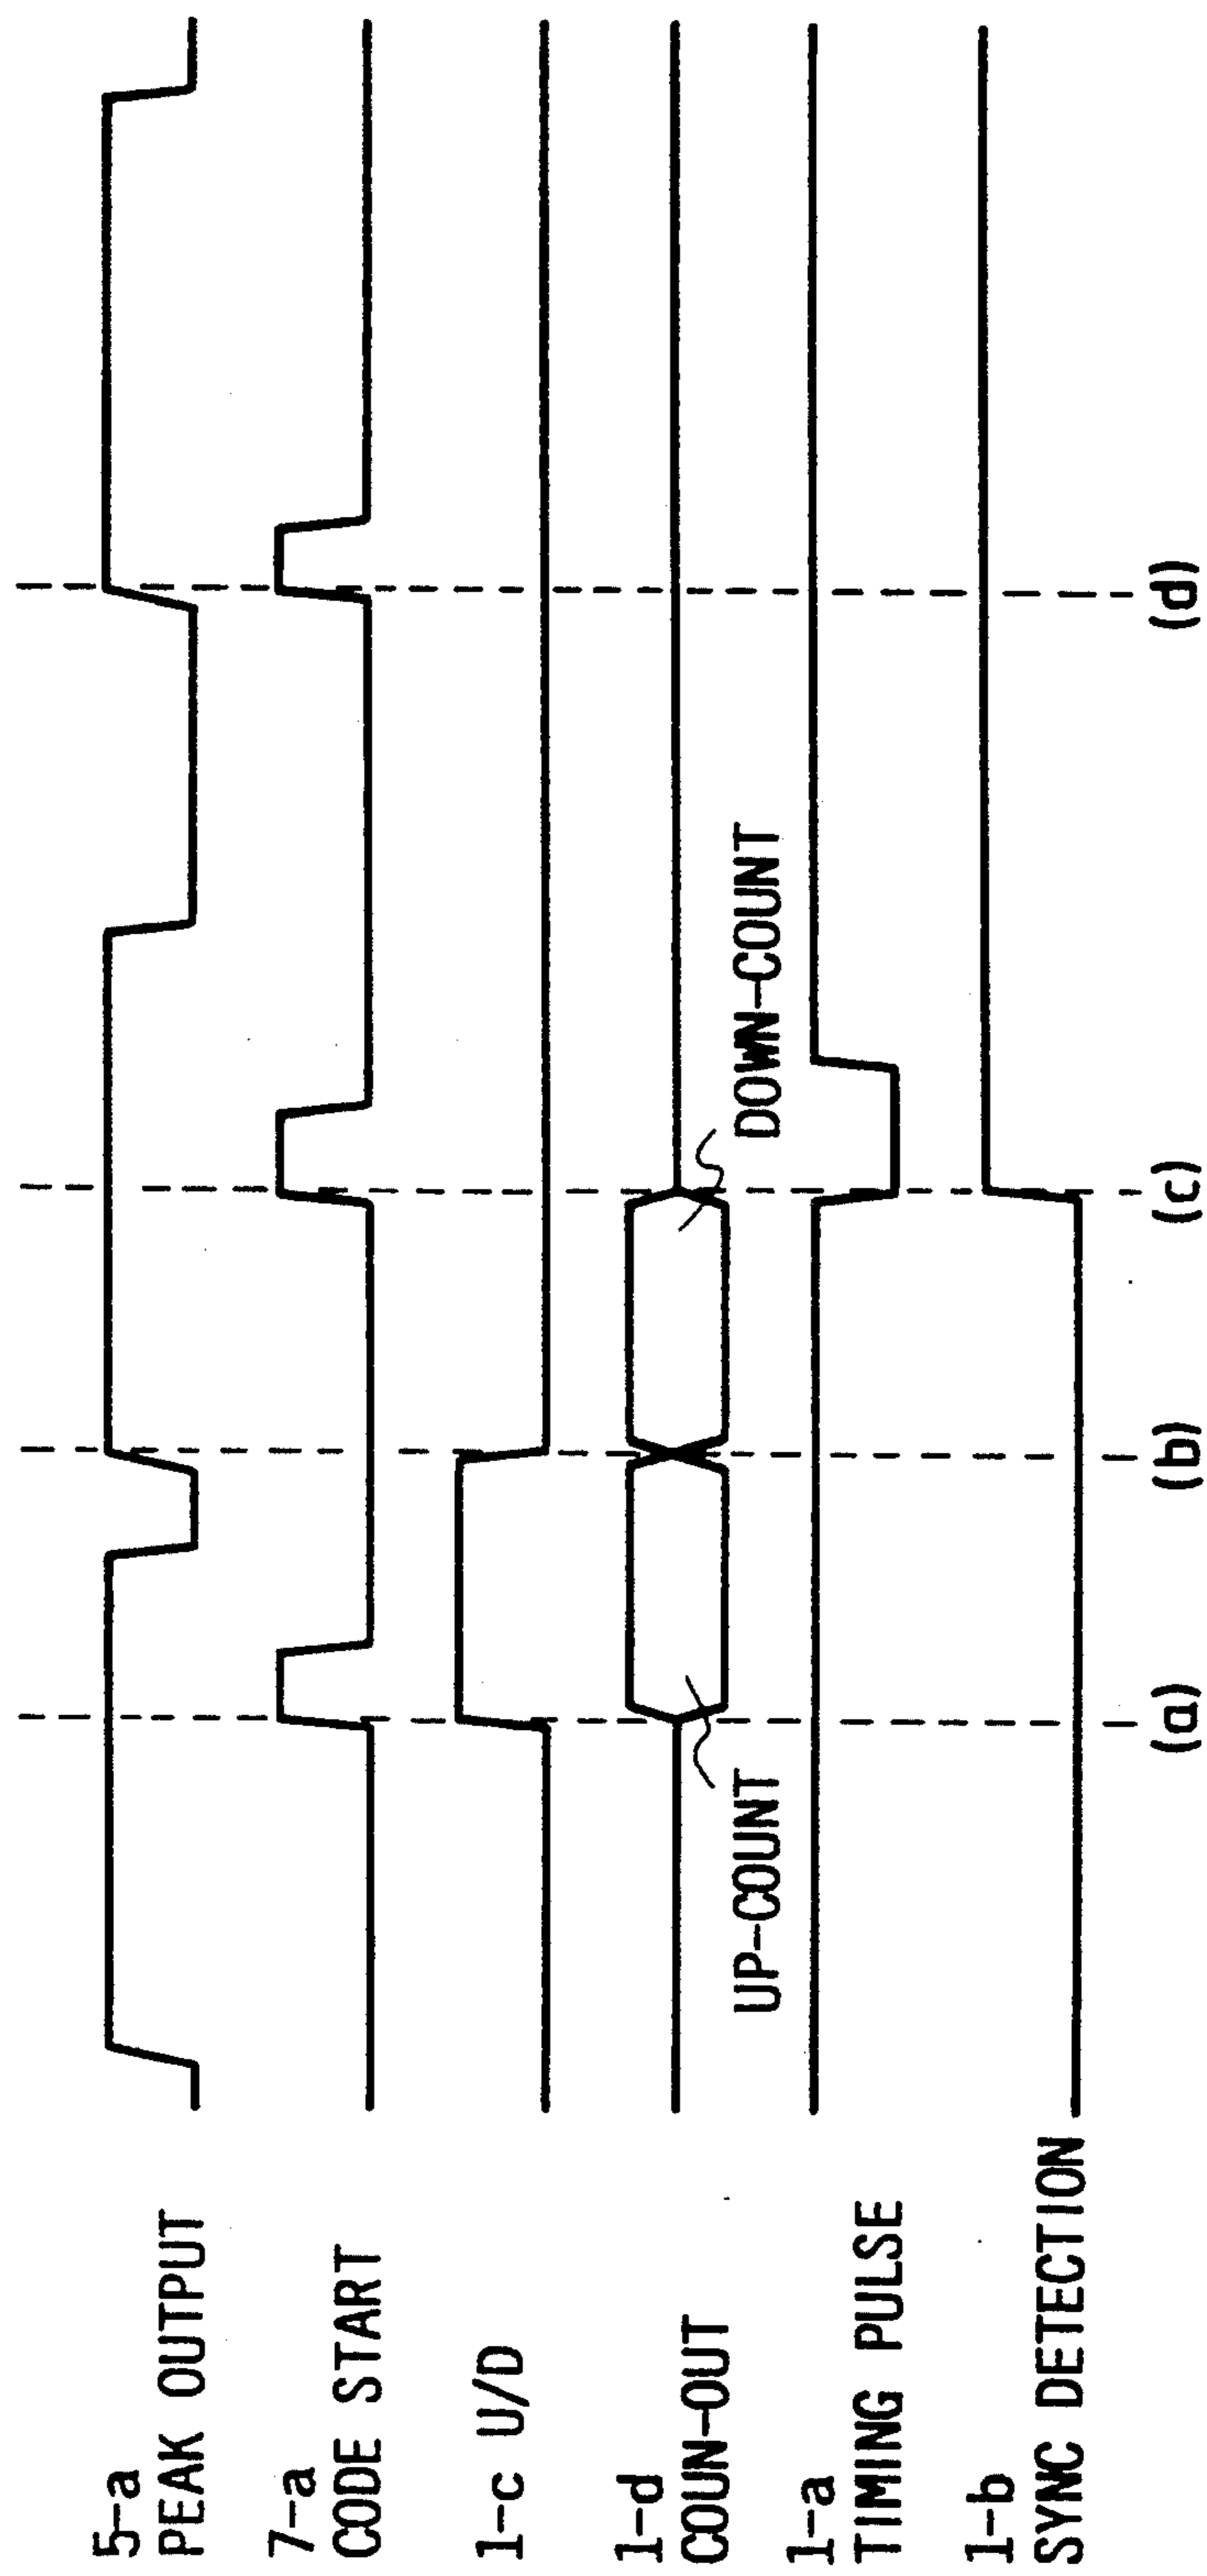 5-a
PEAK OUTPUT
7-a
CODE START
1-c U/D
1-d
COUN-OUT
UP-COUNT
DOWN-COUNT
1-a
TIMING PULSE
1-b
SYNC DETECTION
(a)
(b)
(c)
(d)